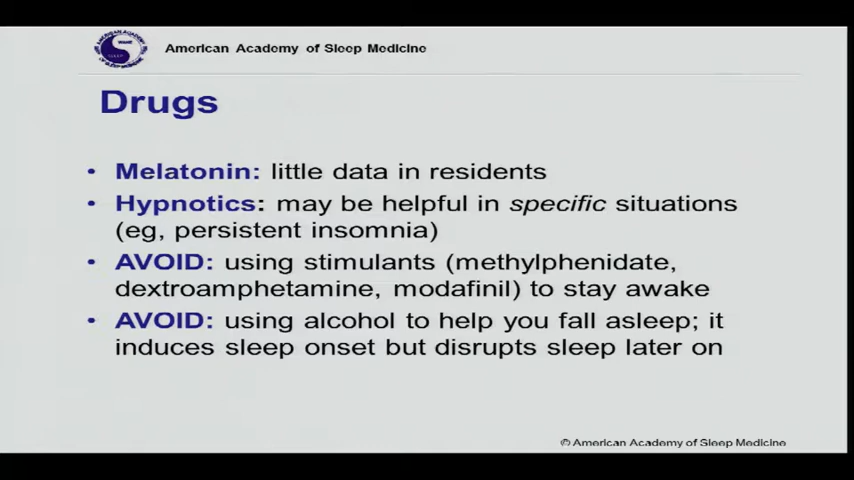 American Academy of Sleep Medicine
Drugs
• Melatonin: little data in residents
• Hypnotics: may be helpful in specific situations
(eg, persistent insomnia)
• AVOID: using stimulants (methylphenidate,
dextroamphetamine, modafinil) to stay awake
• AVOID: using alcohol to help you fall asleep; it
induces sleep onset but disrupts sleep later on
© American Academy of Sleep Medicine